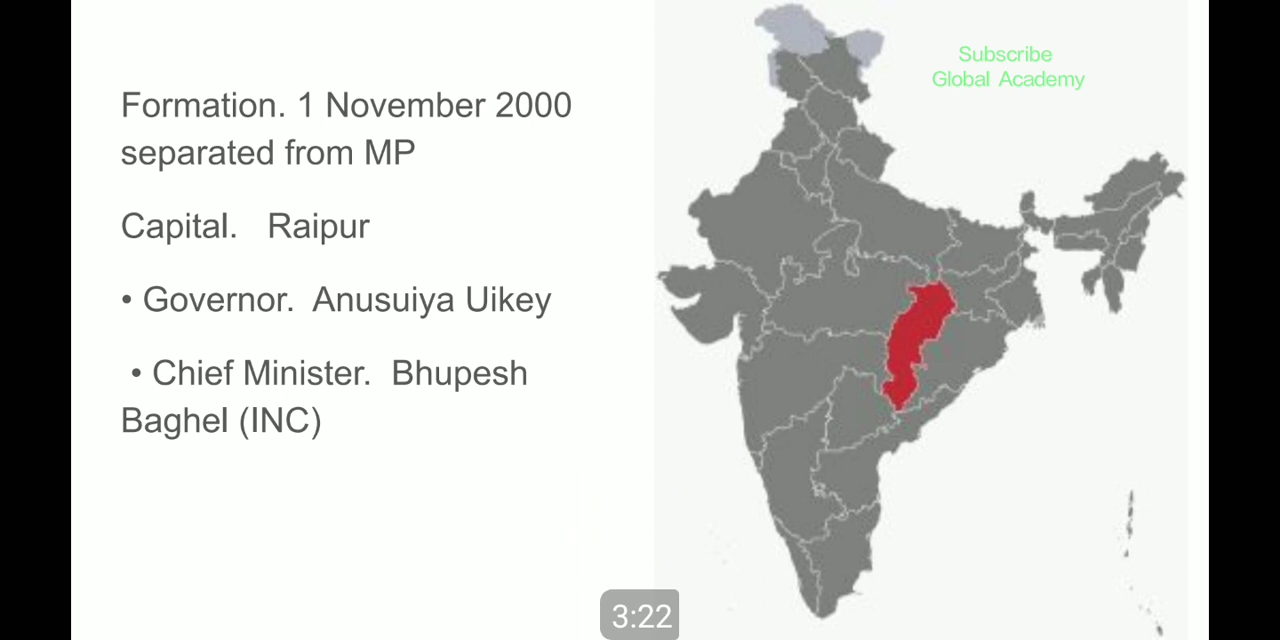 Formation. 1 November 2000
separated from MP
Capital. Raipur
• Governor. Anusuiya Uikey
• Chief Minister. Bhupesh
Baghel (INC)
Subscribe
Global Academy
3:22